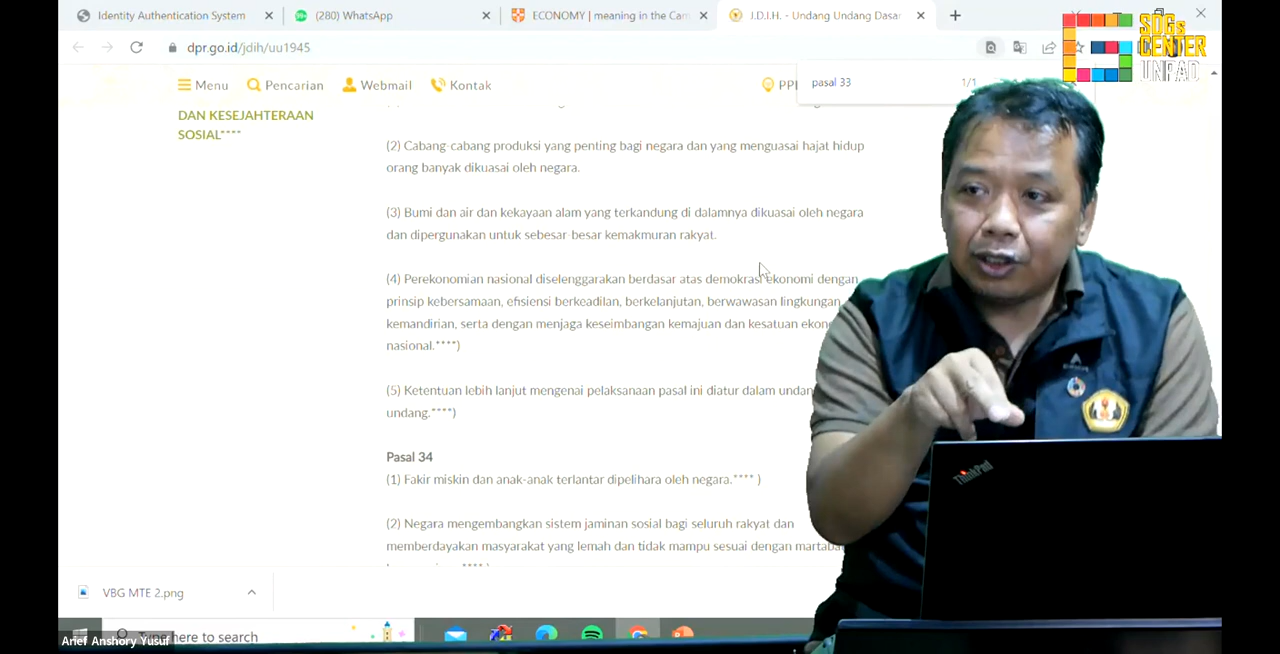 Identity Authentication System
(280) WhatsApp
ECONOMY | meaning in the Cam
J.D.I.H. - Undang Undang Dasar
SDGs
CENTER
UNPAD
dpr.go.id/jdih/uu1945
Menu
Pencarian
Webmail
Kontak
pasal 33
1/1
DAN KESEJAHTERAAN
SOSIAL****
(2) Cabang-cabang produksi yang penting bagi negara dan yang menguasai hajat hidup
orang banyak dikuasai oleh negara.
(3) Bumi dan air dan kekayaan alam yang terkandung di dalamnya dikuasai oleh negara
dan dipergunakan untuk sebesar-besar kemakmuran rakyat.
(4) Perekonomian nasional diselenggarakan berdasar atas demokrasi ekonomi dengan
prinsip kebersamaan, efisiensi berkeadilan, berkelanjutan, berwawasan lingkungan,
kemandirian, serta dengan menjaga keseimbangan kemajuan dan kesatuan ekon
nasional.****)
(5) Ketentuan lebih lanjut mengenai pelaksanaan pasal ini diatur dalam undan
undang.****)
Pasal 34
(1) Fakir miskin dan anak-anak terlantar dipelihara oleh negara.**** )
(2) Negara mengembangkan sistem jaminan sosial bagi seluruh rakyat dan
memberdayakan masyarakat yang lemah dan tidak mampu sesuai dengan martaba
ThinkPad
VBG MTE 2.png
Type here to search
Arief Anshory Yusuf